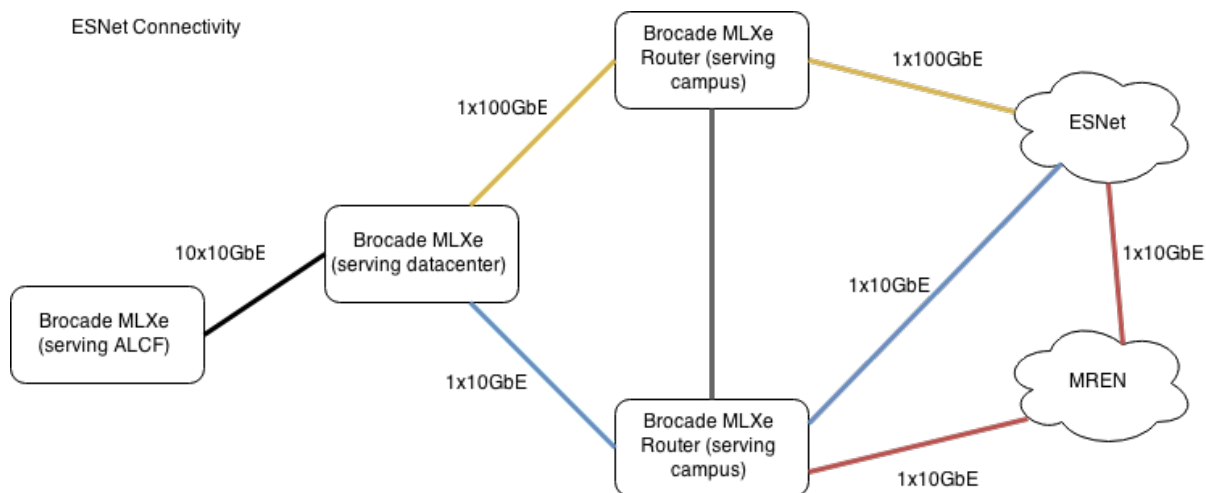 ESNet Connectivity
Brocade MLXe
Router (serving
campus)
1x100GbE
1x100GbE
ESNet
Brocade MLXe
(serving datacenter)
10x10GbE
1x10GbE
1x10GbE
Brocade MLXe
(serving ALCF)
1x10GbE
MREN
Brocade MLXe
Router (serving
campus)
1x10GbE